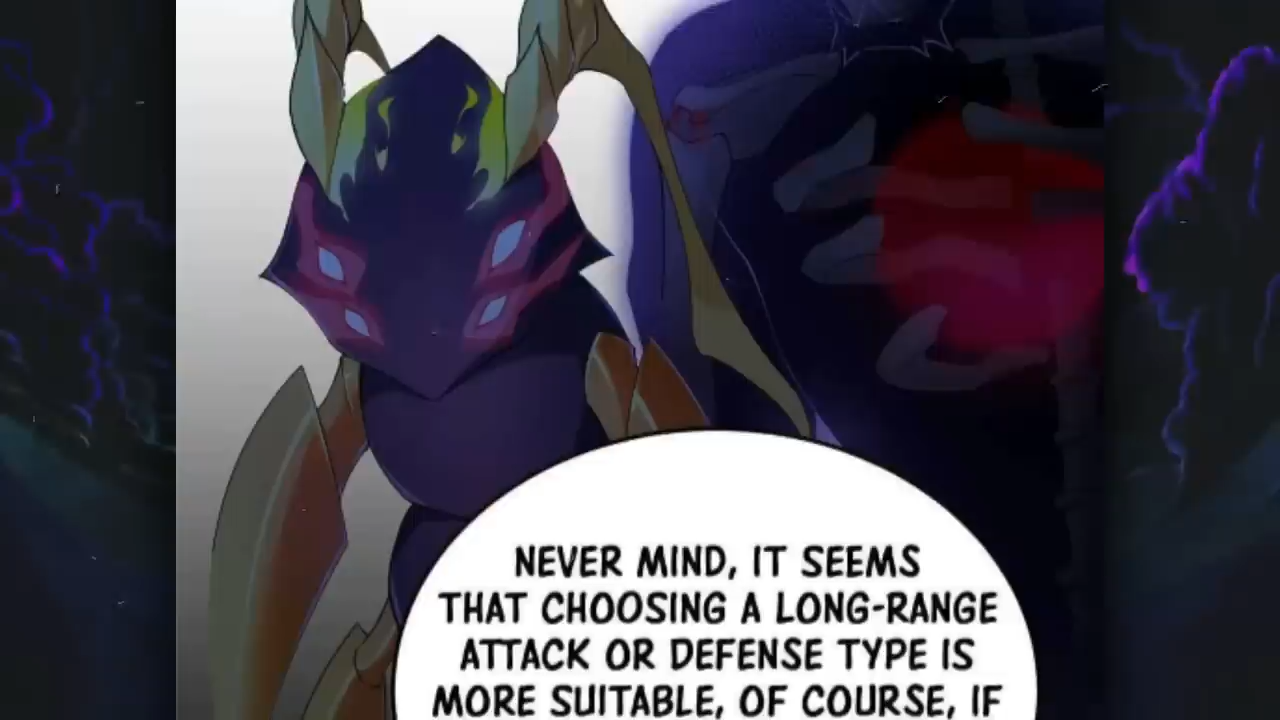 NEVER MIND, IT SEEMS
THAT CHOOSING A LONG-RANGE
ATTACK OR DEFENSE TYPE IS
MORE SUITABLE, OF COURSE, IF